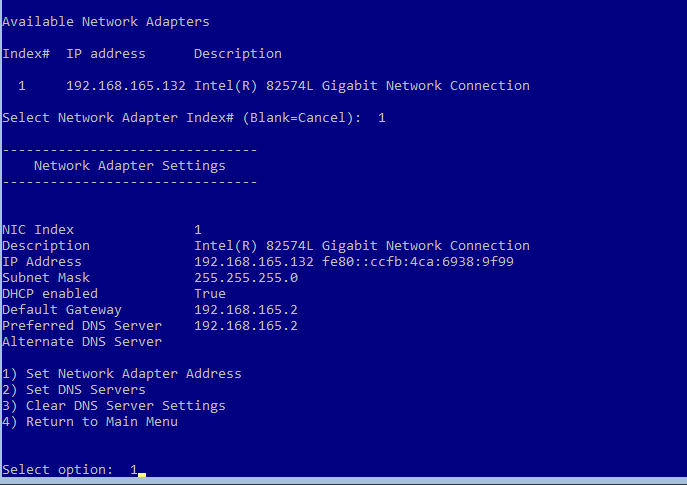 Available Network Adapters
Index#  IP address      Description
  1     192.168.165.132 Intel(R) 82574L Gigabit Network Connection
Select Network Adapter Index# (Blank=Cancel):  1
--------------------------------
    Network Adapter Settings
--------------------------------
NIC Index               1
Description             Intel(R) 82574L Gigabit Network Connection
IP Address              192.168.165.132 fe80::ccfb:4ca:6938:9f99
Subnet Mask             255.255.255.0
DHCP enabled            True
Default Gateway         192.168.165.2
Preferred DNS Server    192.168.165.2
Alternate DNS Server
1) Set Network Adapter Address
2) Set DNS Servers
3) Clear DNS Server Settings
4) Return to Main Menu
Select option:  1